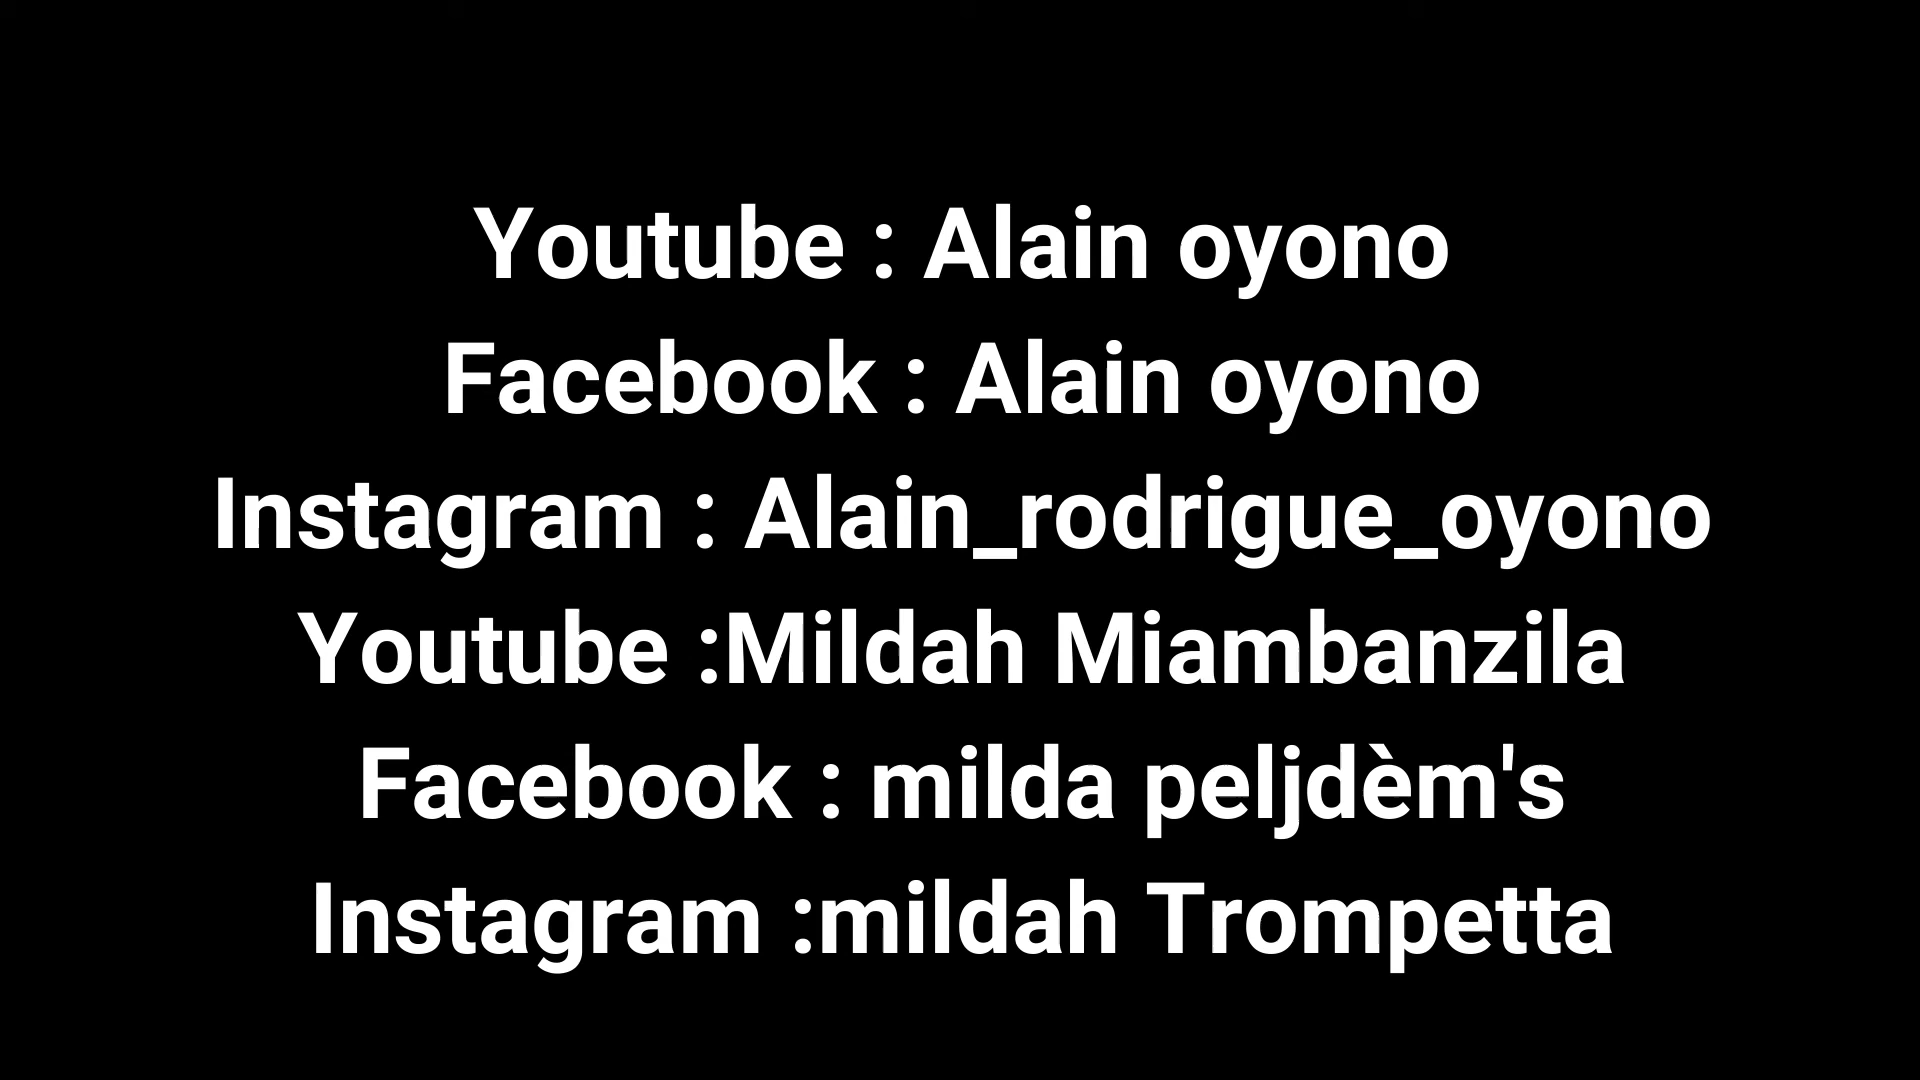 Youtube : Alain oyono
Facebook : Alain oyono
Instagram : Alain_rodrigue_oyono
Youtube :Mildah Miambanzila
Facebook : milda peljdèm's
Instagram :mildah Trompetta